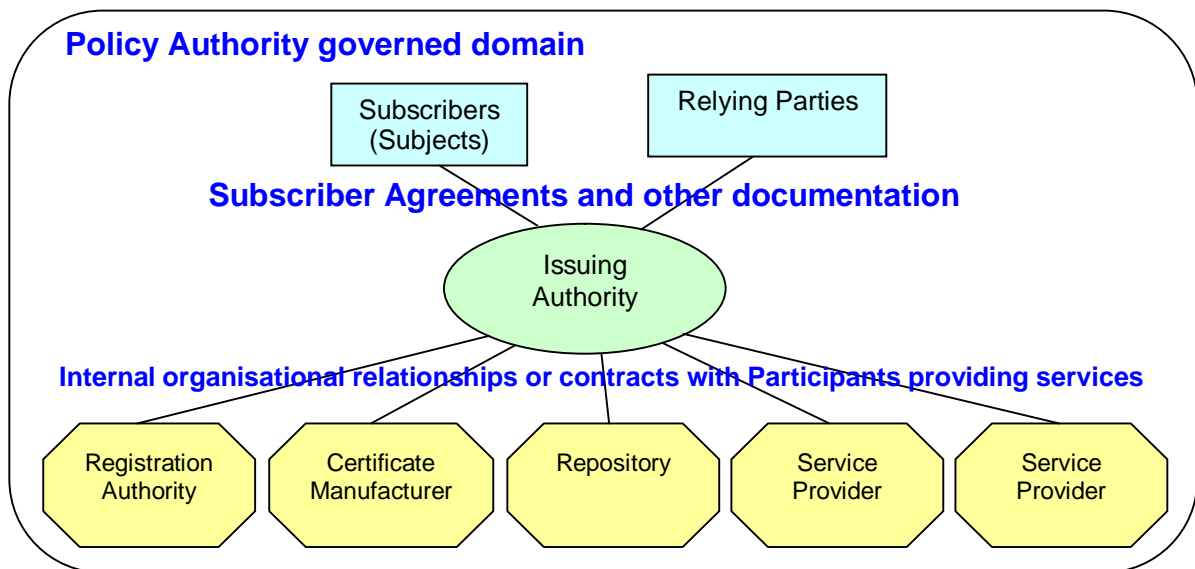 Policy Authority governed domain
Subscribers
(Subjects)
Relying Parties
Subscriber Agreements and other documentation
Issuing
Authority
Internal organisational relationships or contracts with Participants providing services
Registration
Authority
Certificate
Manufacturer
Repository
Service
Provider
Service
Provider